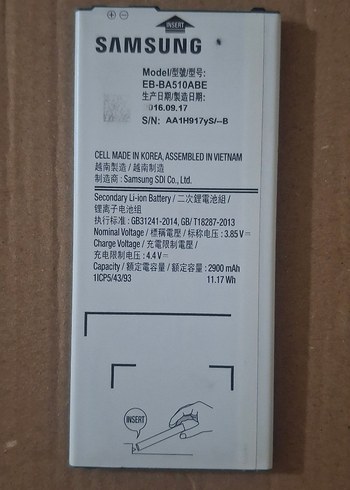 INSERT
SAMSUNG
Model/型號/型号:
EB-BA510ABE
生产日期/製造日期:
2016.09.17
S/N: AA1H917yS/--B
CELL MADE IN KOREA, ASSEMBLED IN VIETNAM
越南製造 / 越南制造
制造商 : Samsung SDI Co., Ltd.
Secondary Li-ion Battery / 二次鋰電池組 /
锂离子电池组
执行标准 : GB31241-2014, GB/ T18287-2013
Nominal Voltage / 標稱電壓 / 标称电压 : 3.85 V⎓
Charge Voltage / 充電限制電壓 /
充电限制电压 : 4.4 V⎓
Capacity / 額定電容量 / 额定容量 : 2900 mAh
1ICP5/43/93 11.17 Wh
INSERT